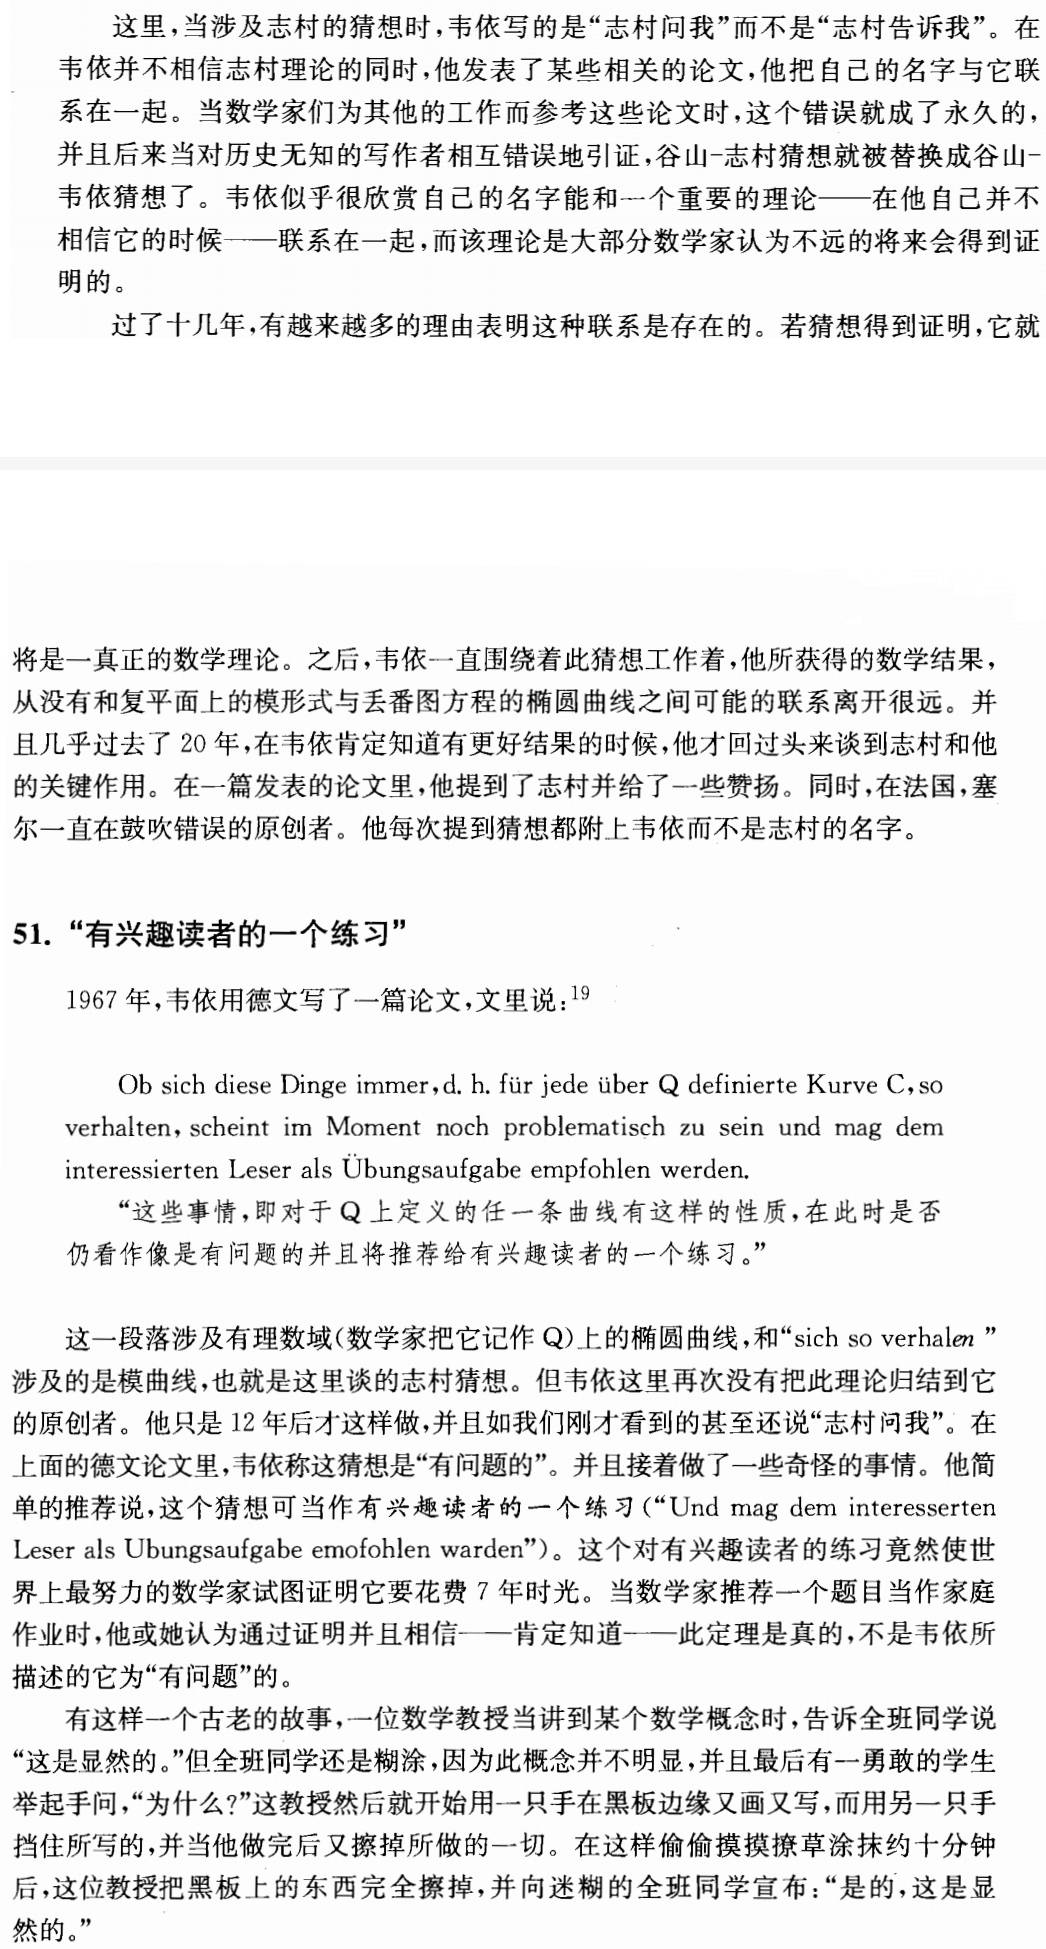 这里，当涉及志村的猜想时，韦依写的是“志村问我”而不是“志村告诉我”。在
韦依并不相信志村理论的同时，他发表了某些相关的论文，他把自己的名字与它联
系在一起。当数学家们为其他的工作而参考这些论文时，这个错误就成了永久的，
并且后来当对历史无知的写作者相互错误地引证，谷山-志村猜想就被替换成谷山-
韦依猜想了。韦依似乎很欣赏自己的名字能和一个重要的理论——在他自己并不
相信它的时候——联系在一起，而该理论是大部分数学家认为不远的将来会得到证
明的。
过了十几年，有越来越多的理由表明这种联系是存在的。若猜想得到证明，它就
将是一真正的数学理论。之后，韦依一直围绕着此猜想工作着，他所获得的数学结果，
从没有和复平面上的模形式与丢番图方程的椭圆曲线之间可能的联系离开很远。并
且几乎过去了 20 年，在韦依肯定知道有更好结果的时候，他才回过头来谈到志村和他
的关键作用。在一篇发表的论文里，他提到了志村并给了一些赞扬。同时，在法国，塞
尔一直在鼓吹错误的原创者。他每次提到猜想都附上韦依而不是志村的名字。
51. “有兴趣读者的一个练习”
1967 年，韦依用德文写了一篇论文，文里说：19
Ob sich diese Dinge immer, d. h. für jede über Q definierte Kurve C, so
verhalten, scheint im Moment noch problematisch zu sein und mag dem
interessierten Leser als Übungsaufgabe empfohlen werden.
“这些事情，即对于 Q 上定义的任一条曲线有这样的性质，在此时是否
仍看作像是有问题的并且将推荐给有兴趣读者的一个练习。”
这一段落涉及有理数域(数学家把它记作 Q)上的椭圆曲线，和“sich so verhalen ”
涉及的是模曲线，也就是这里谈的志村猜想。但韦依这里再次没有把此理论归结到它
的原创者。他只是 12 年后才这样做，并且如我们刚才看到的甚至还说“志村问我”。在
上面的德文论文里，韦依称这猜想是“有问题的”。并且接着做了一些奇怪的事情。他简
单的推荐说，这个猜想可当作有兴趣读者的一个练习(“Und mag dem interesserten
Leser als Ubungsaufgabe emofohlen warden”)。这个对有兴趣读者的练习竟然使世
界上最努力的数学家试图证明它要花费 7 年时光。当数学家推荐一个题目当作家庭
作业时，他或她认为通过证明并且相信——肯定知道——此定理是真的，不是韦依所
描述的它为“有问题”的。
有这样一个古老的故事，一位数学教授当讲到某个数学概念时，告诉全班同学说
“这是显然的。”但全班同学还是糊涂，因为此概念并不明显，并且最后有一勇敢的学生
举起手问，“为什么?”这教授然后就开始用一只手在黑板边缘又画又写，而用另一只手
挡住所写的，并当他做完后又擦掉所做的一切。在这样偷偷摸摸撩草涂抹约十分钟
后，这位教授把黑板上的东西完全擦掉，并向迷糊的全班同学宣布：“是的，这是显
然的。”